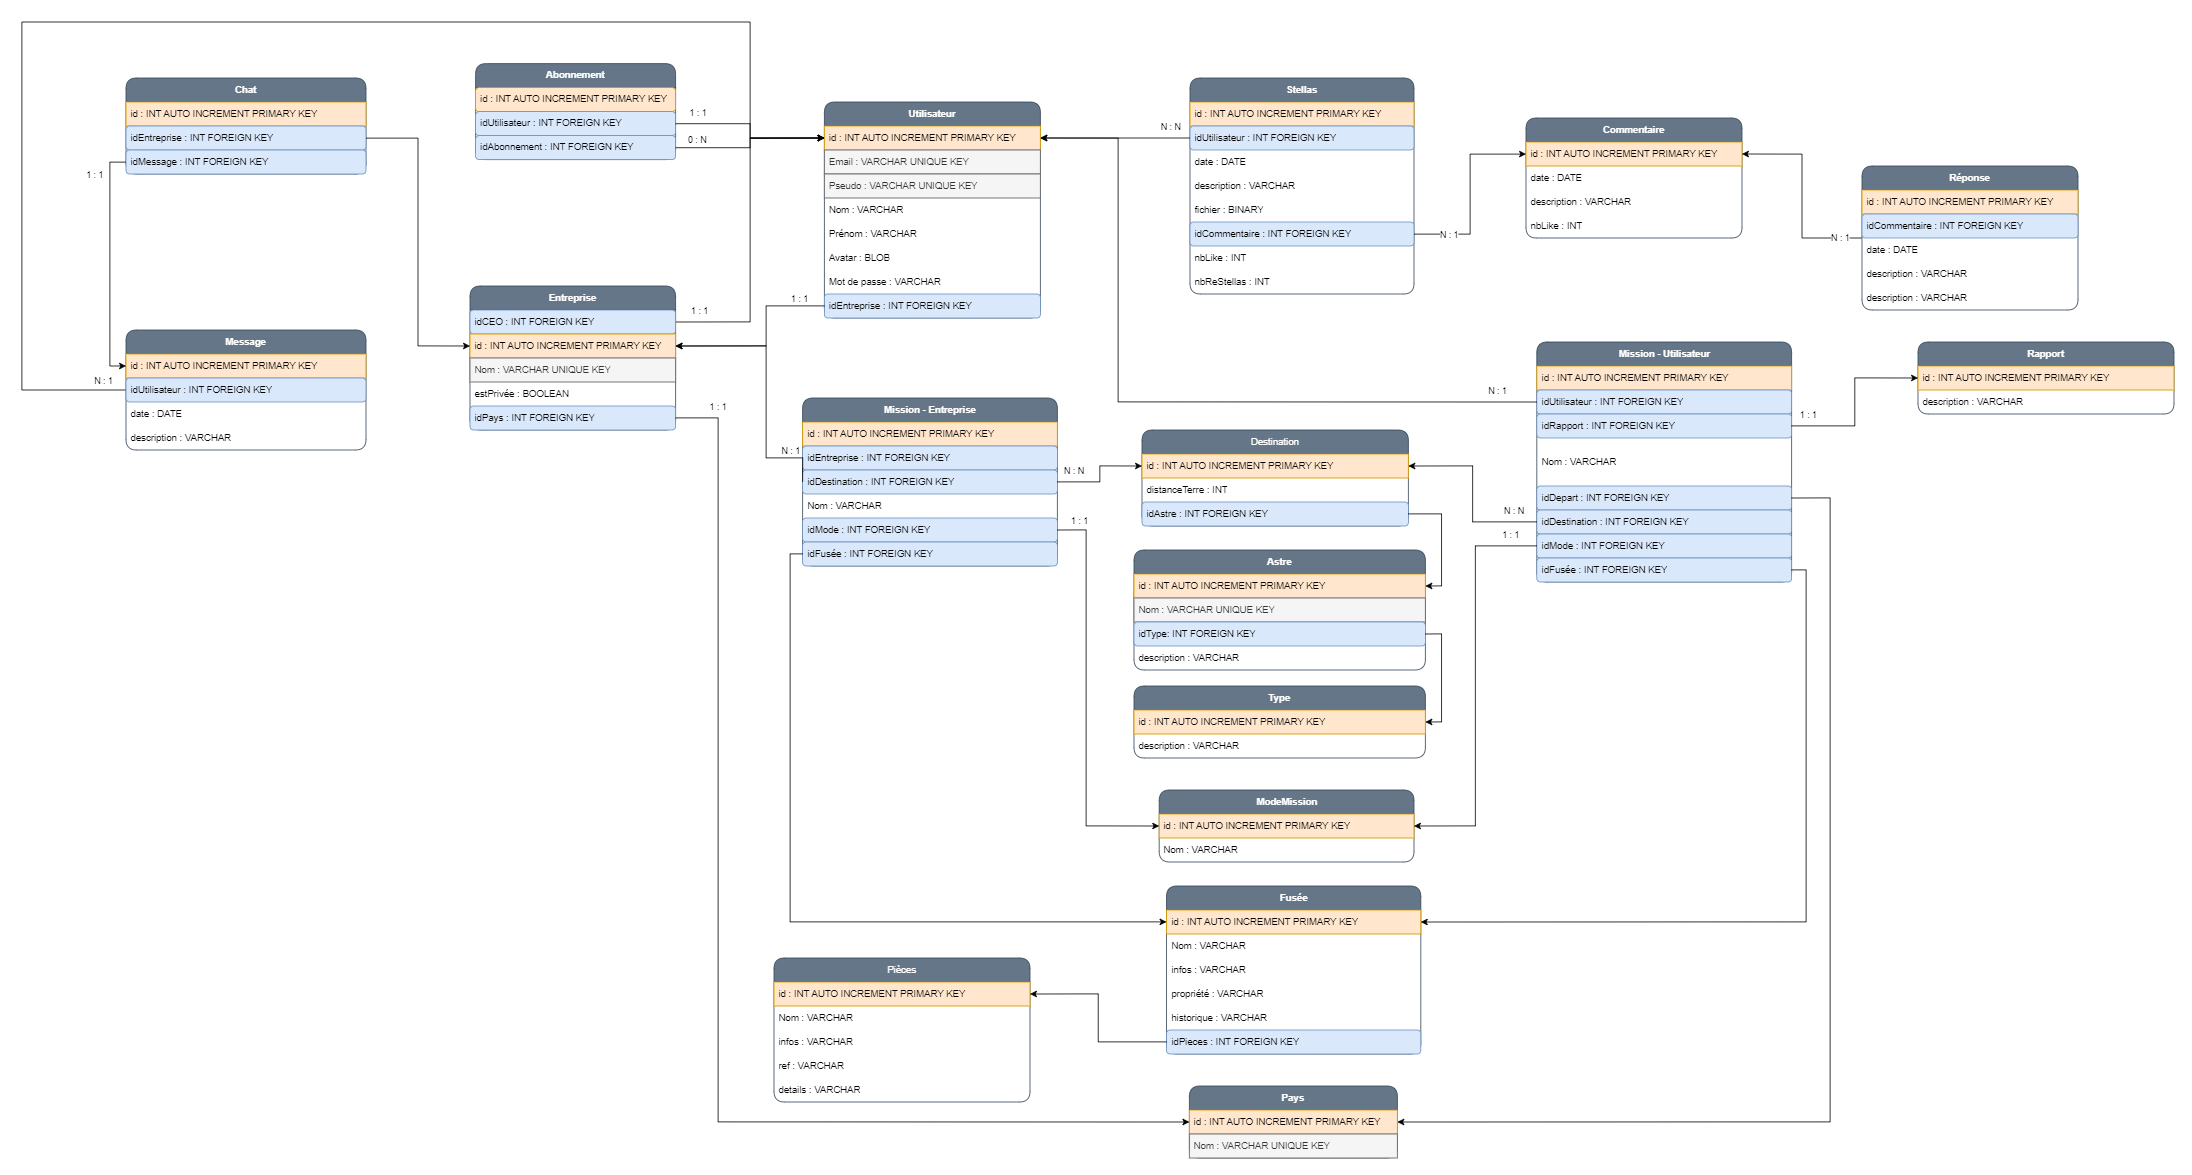 Chat
id : INT AUTO INCREMENT PRIMARY KEY
idEntreprise : INT FOREIGN KEY
idMessage : INT FOREIGN KEY
1 : 1
Abonnement
id : INT AUTO INCREMENT PRIMARY KEY
idUtilisateur : INT FOREIGN KEY
idAbonnement : INT FOREIGN KEY
1 : 1
0 : N
Utilisateur
id : INT AUTO INCREMENT PRIMARY KEY
Email : VARCHAR UNIQUE KEY
Pseudo : VARCHAR UNIQUE KEY
Nom : VARCHAR
Prénom : VARCHAR
Avatar : BLOB
Mot de passe : VARCHAR
idEntreprise : INT FOREIGN KEY
1 : 1
Stellas
id : INT AUTO INCREMENT PRIMARY KEY
idUtilisateur : INT FOREIGN KEY
date : DATE
description : VARCHAR
fichier : BINARY
idCommentaire : INT FOREIGN KEY
nbLike : INT
nbReStellas : INT
N : N
N : 1
Commentaire
id : INT AUTO INCREMENT PRIMARY KEY
date : DATE
description : VARCHAR
nbLike : INT
Réponse
id : INT AUTO INCREMENT PRIMARY KEY
idCommentaire : INT FOREIGN KEY
date : DATE
description : VARCHAR
description : VARCHAR
N : 1
Message
id : INT AUTO INCREMENT PRIMARY KEY
idUtilisateur : INT FOREIGN KEY
date : DATE
description : VARCHAR
N : 1
Entreprise
idCEO : INT FOREIGN KEY
id : INT AUTO INCREMENT PRIMARY KEY
Nom : VARCHAR UNIQUE KEY
estPrivée : BOOLEAN
idPays : INT FOREIGN KEY
1 : 1
1 : 1
Mission - Entreprise
id : INT AUTO INCREMENT PRIMARY KEY
idEntreprise : INT FOREIGN KEY
idDestination : INT FOREIGN KEY
Nom : VARCHAR
idMode : INT FOREIGN KEY
idFusée : INT FOREIGN KEY
N : 1
N : N
1 : 1
Destination
id : INT AUTO INCREMENT PRIMARY KEY
distanceTerre : INT
idAstre : INT FOREIGN KEY
Mission - Utilisateur
id : INT AUTO INCREMENT PRIMARY KEY
idUtilisateur : INT FOREIGN KEY
idRapport : INT FOREIGN KEY
Nom : VARCHAR
idDepart : INT FOREIGN KEY
idDestination : INT FOREIGN KEY
idMode : INT FOREIGN KEY
idFusée : INT FOREIGN KEY
N : 1
1 : 1
N : N
1 : 1
Rapport
id : INT AUTO INCREMENT PRIMARY KEY
description : VARCHAR
Astre
id : INT AUTO INCREMENT PRIMARY KEY
Nom : VARCHAR UNIQUE KEY
idType: INT FOREIGN KEY
description : VARCHAR
Type
id : INT AUTO INCREMENT PRIMARY KEY
description : VARCHAR
ModeMission
id : INT AUTO INCREMENT PRIMARY KEY
Nom : VARCHAR
Fusée
id : INT AUTO INCREMENT PRIMARY KEY
Nom : VARCHAR
infos : VARCHAR
propriété : VARCHAR
historique : VARCHAR
idPieces : INT FOREIGN KEY
Pièces
id : INT AUTO INCREMENT PRIMARY KEY
Nom : VARCHAR
infos : VARCHAR
ref : VARCHAR
details : VARCHAR
Pays
id : INT AUTO INCREMENT PRIMARY KEY
Nom : VARCHAR UNIQUE KEY